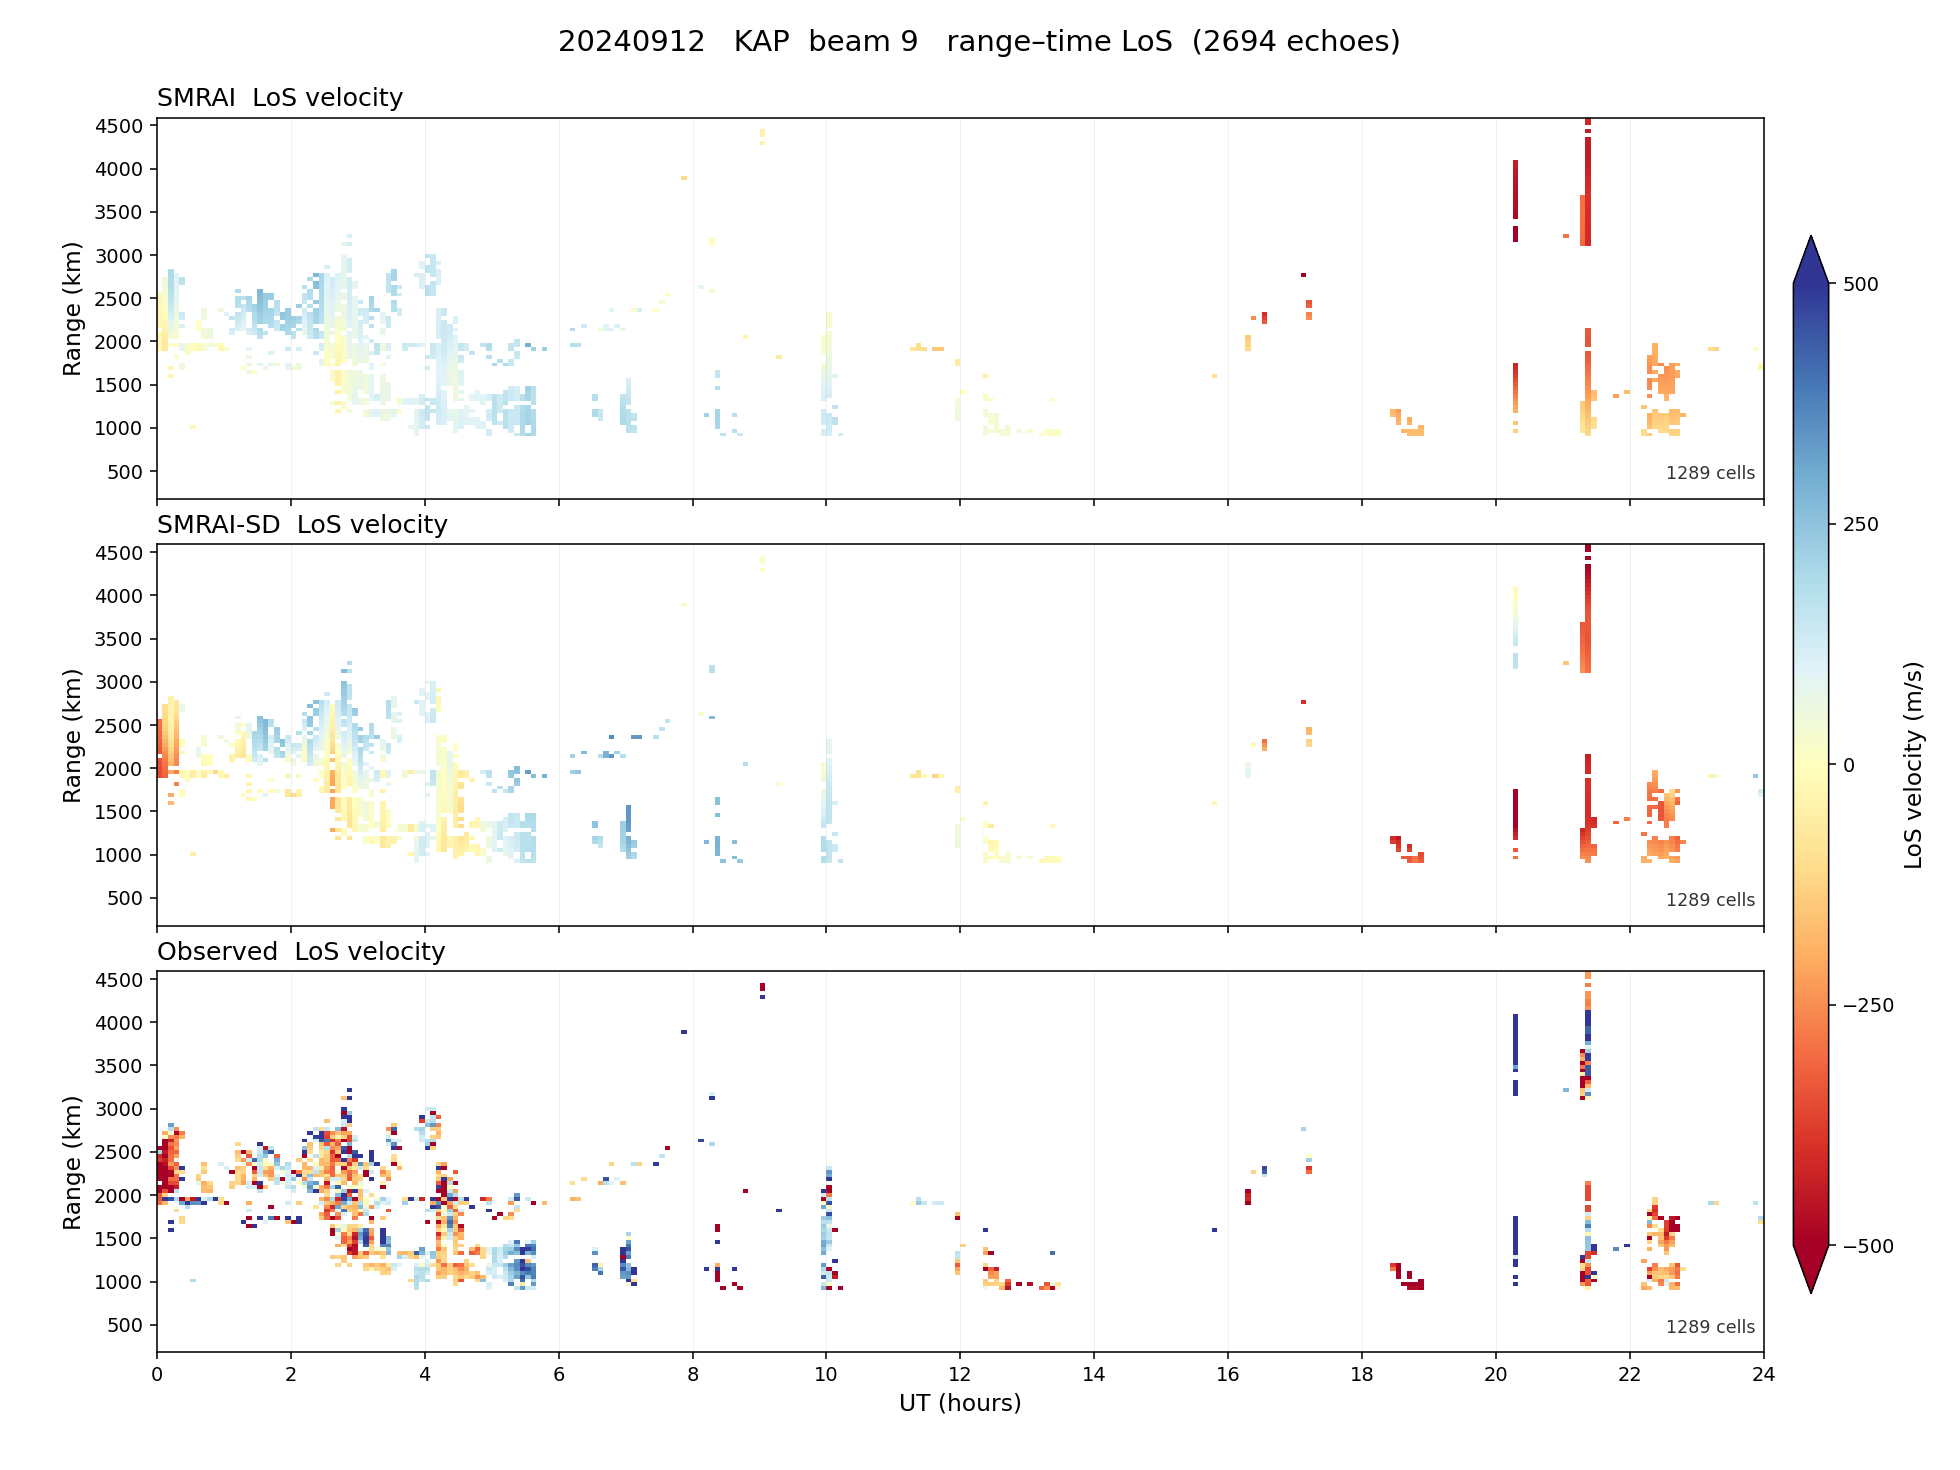 20240912   KAP  beam 9   range–time LoS  (2694 echoes)
SMRAI  LoS velocity
4500
4000
3500
3000
2500
2000
1500
1000
500
Range (km)
1289 cells
SMRAI-SD  LoS velocity
4500
4000
3500
3000
2500
2000
1500
1000
500
Range (km)
1289 cells
Observed  LoS velocity
4500
4000
3500
3000
2500
2000
1500
1000
500
Range (km)
1289 cells
0 2 4 6 8 10 12 14 16 18 20 22 24
UT (hours)
500
250
0
−250
−500
LoS velocity (m/s)